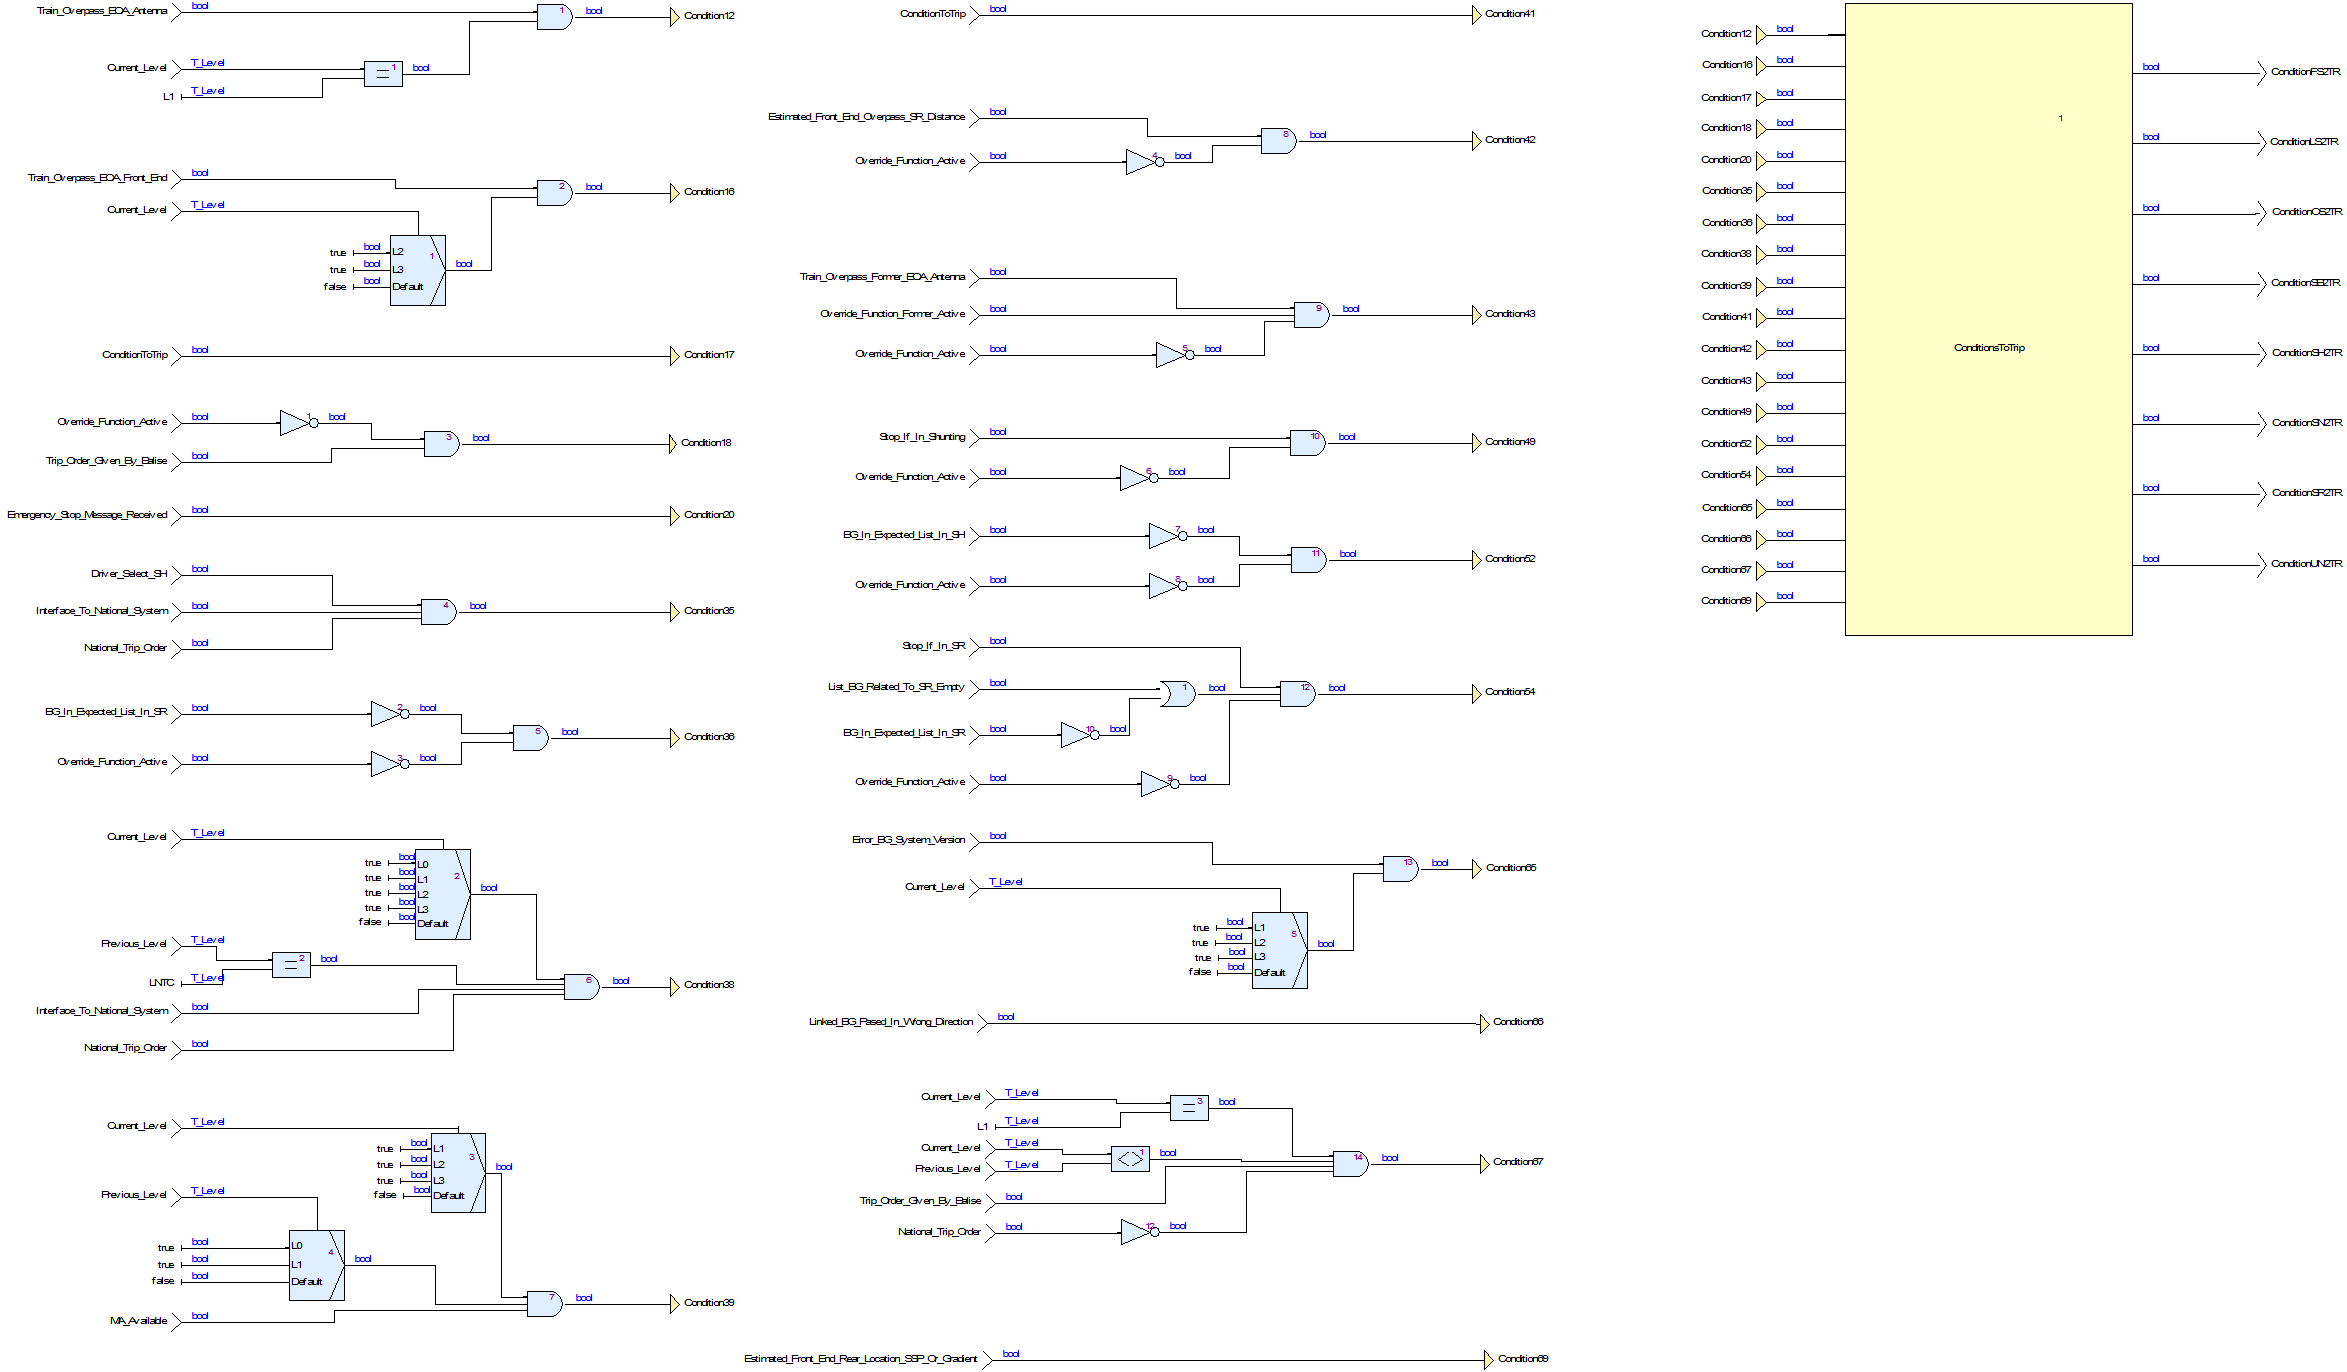 Train_Overpass_EOA_Antenna bool
1 bool Condition12
Current_Level T_Level
1 bool
L1 T_Level
Train_Overpass_EOA_Front_End bool
2 bool Condition16
Current_Level T_Level
true bool L2
true bool L3
false bool Default
1 bool
ConditionToTrip bool Condition17
Override_Function_Active bool 1 bool
3 bool Condition18
Trip_Order_Given_By_Balise bool
Emergency_Stop_Message_Received bool Condition20
Driver_Select_SH bool
Interface_To_National_System bool 4 bool Condition35
National_Trip_Order bool
BG_In_Expected_List_In_SR bool 2 bool
5 bool Condition36
Override_Function_Active bool 3 bool
Current_Level T_Level
true bool L0
true bool L1
true bool L2
true bool L3
false bool Default
2 bool
Previous_Level T_Level
2 bool
LNTC T_Level
6 bool Condition38
Interface_To_National_System bool
National_Trip_Order bool
Current_Level T_Level
true bool L1
true bool L2
true bool L3
false bool Default
3 bool
Previous_Level T_Level
true bool L0
true bool L1
false bool Default
4 bool
7 bool Condition39
MA_Available bool
ConditionToTrip bool Condition41
Estimated_Front_End_Overpass_SR_Distance bool
8 bool Condition42
Override_Function_Active bool 4 bool
Train_Overpass_Former_EOA_Antenna bool
Override_Function_Former_Active bool 9 bool Condition43
Override_Function_Active bool 5 bool
Stop_If_In_Shunting bool 10 bool Condition49
Override_Function_Active bool 6 bool
BG_In_Expected_List_In_SH bool 7 bool
11 bool Condition52
Override_Function_Active bool 8 bool
Stop_If_In_SR bool
List_BG_Related_To_SR_Empty bool 1 bool 12 bool Condition54
BG_In_Expected_List_In_SR bool 10 bool
Override_Function_Active bool 9 bool
Error_BG_System_Version bool
13 bool Condition65
Current_Level T_Level
true bool L1
true bool L2
true bool L3
false bool Default
5 bool
Linked_BG_Pased_In_Wrong_Direction bool Condition66
Current_Level T_Level
3 bool
L1 T_Level
Current_Level T_Level
1 bool
Previous_Level T_Level
14 bool Condition67
Trip_Order_Given_By_Balise bool
National_Trip_Order bool 12 bool
Estimated_Front_End_Rear_Location_SSP_Or_Gradient bool Condition69
Condition12 bool
Condition16 bool
Condition17 bool
Condition18 bool
Condition20 bool
Condition35 bool
Condition36 bool
Condition38 bool
Condition39 bool
Condition41 bool
Condition42 bool
Condition43 bool
Condition49 bool
Condition52 bool
Condition54 bool
Condition65 bool
Condition66 bool
Condition67 bool
Condition69 bool
1
ConditionsToTrip
bool ConditionFS2TR
bool ConditionLS2TR
bool ConditionOS2TR
bool ConditionSB2TR
bool ConditionSH2TR
bool ConditionSN2TR
bool ConditionSR2TR
bool ConditionUN2TR